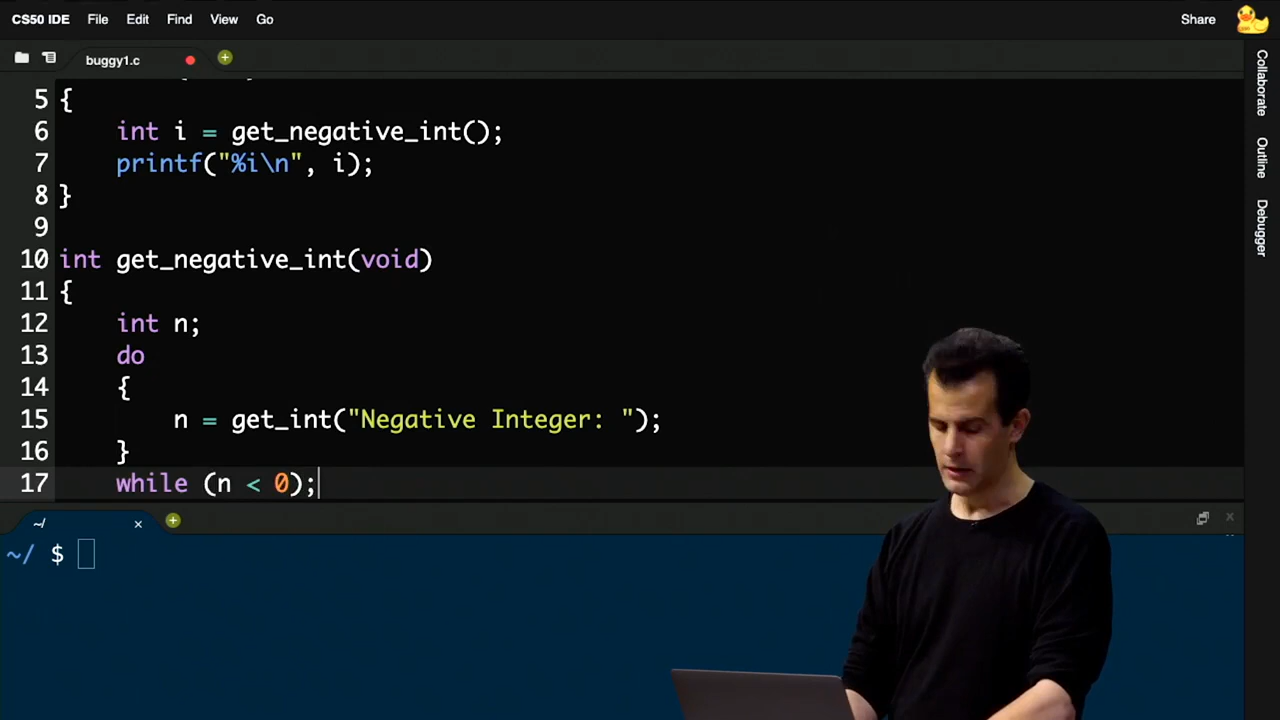 CS50 IDE File Edit Find View Go Share
buggy1.c
5 {
6 int i = get_negative_int();
7 printf("%i\n", i);
8 }
9
10 int get_negative_int(void)
11 {
12 int n;
13 do
14 {
15 n = get_int("Negative Integer: ");
16 }
17 while (n < 0);
~/
~/ $
Collaborate
Outline
Debugger